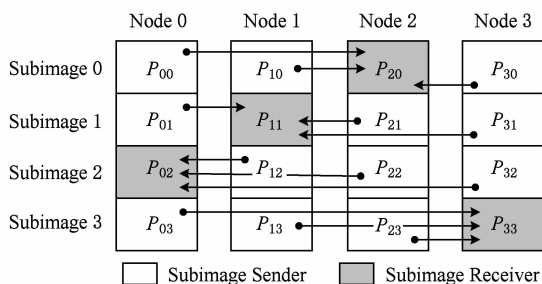 Node 0 Node 1 Node 2 Node 3
Subimage 0 P00 P10 P20 P30
Subimage 1 P01 P11 P21 P31
Subimage 2 P02 P12 P22 P32
Subimage 3 P03 P13 P23 P33
Subimage Sender Subimage Receiver